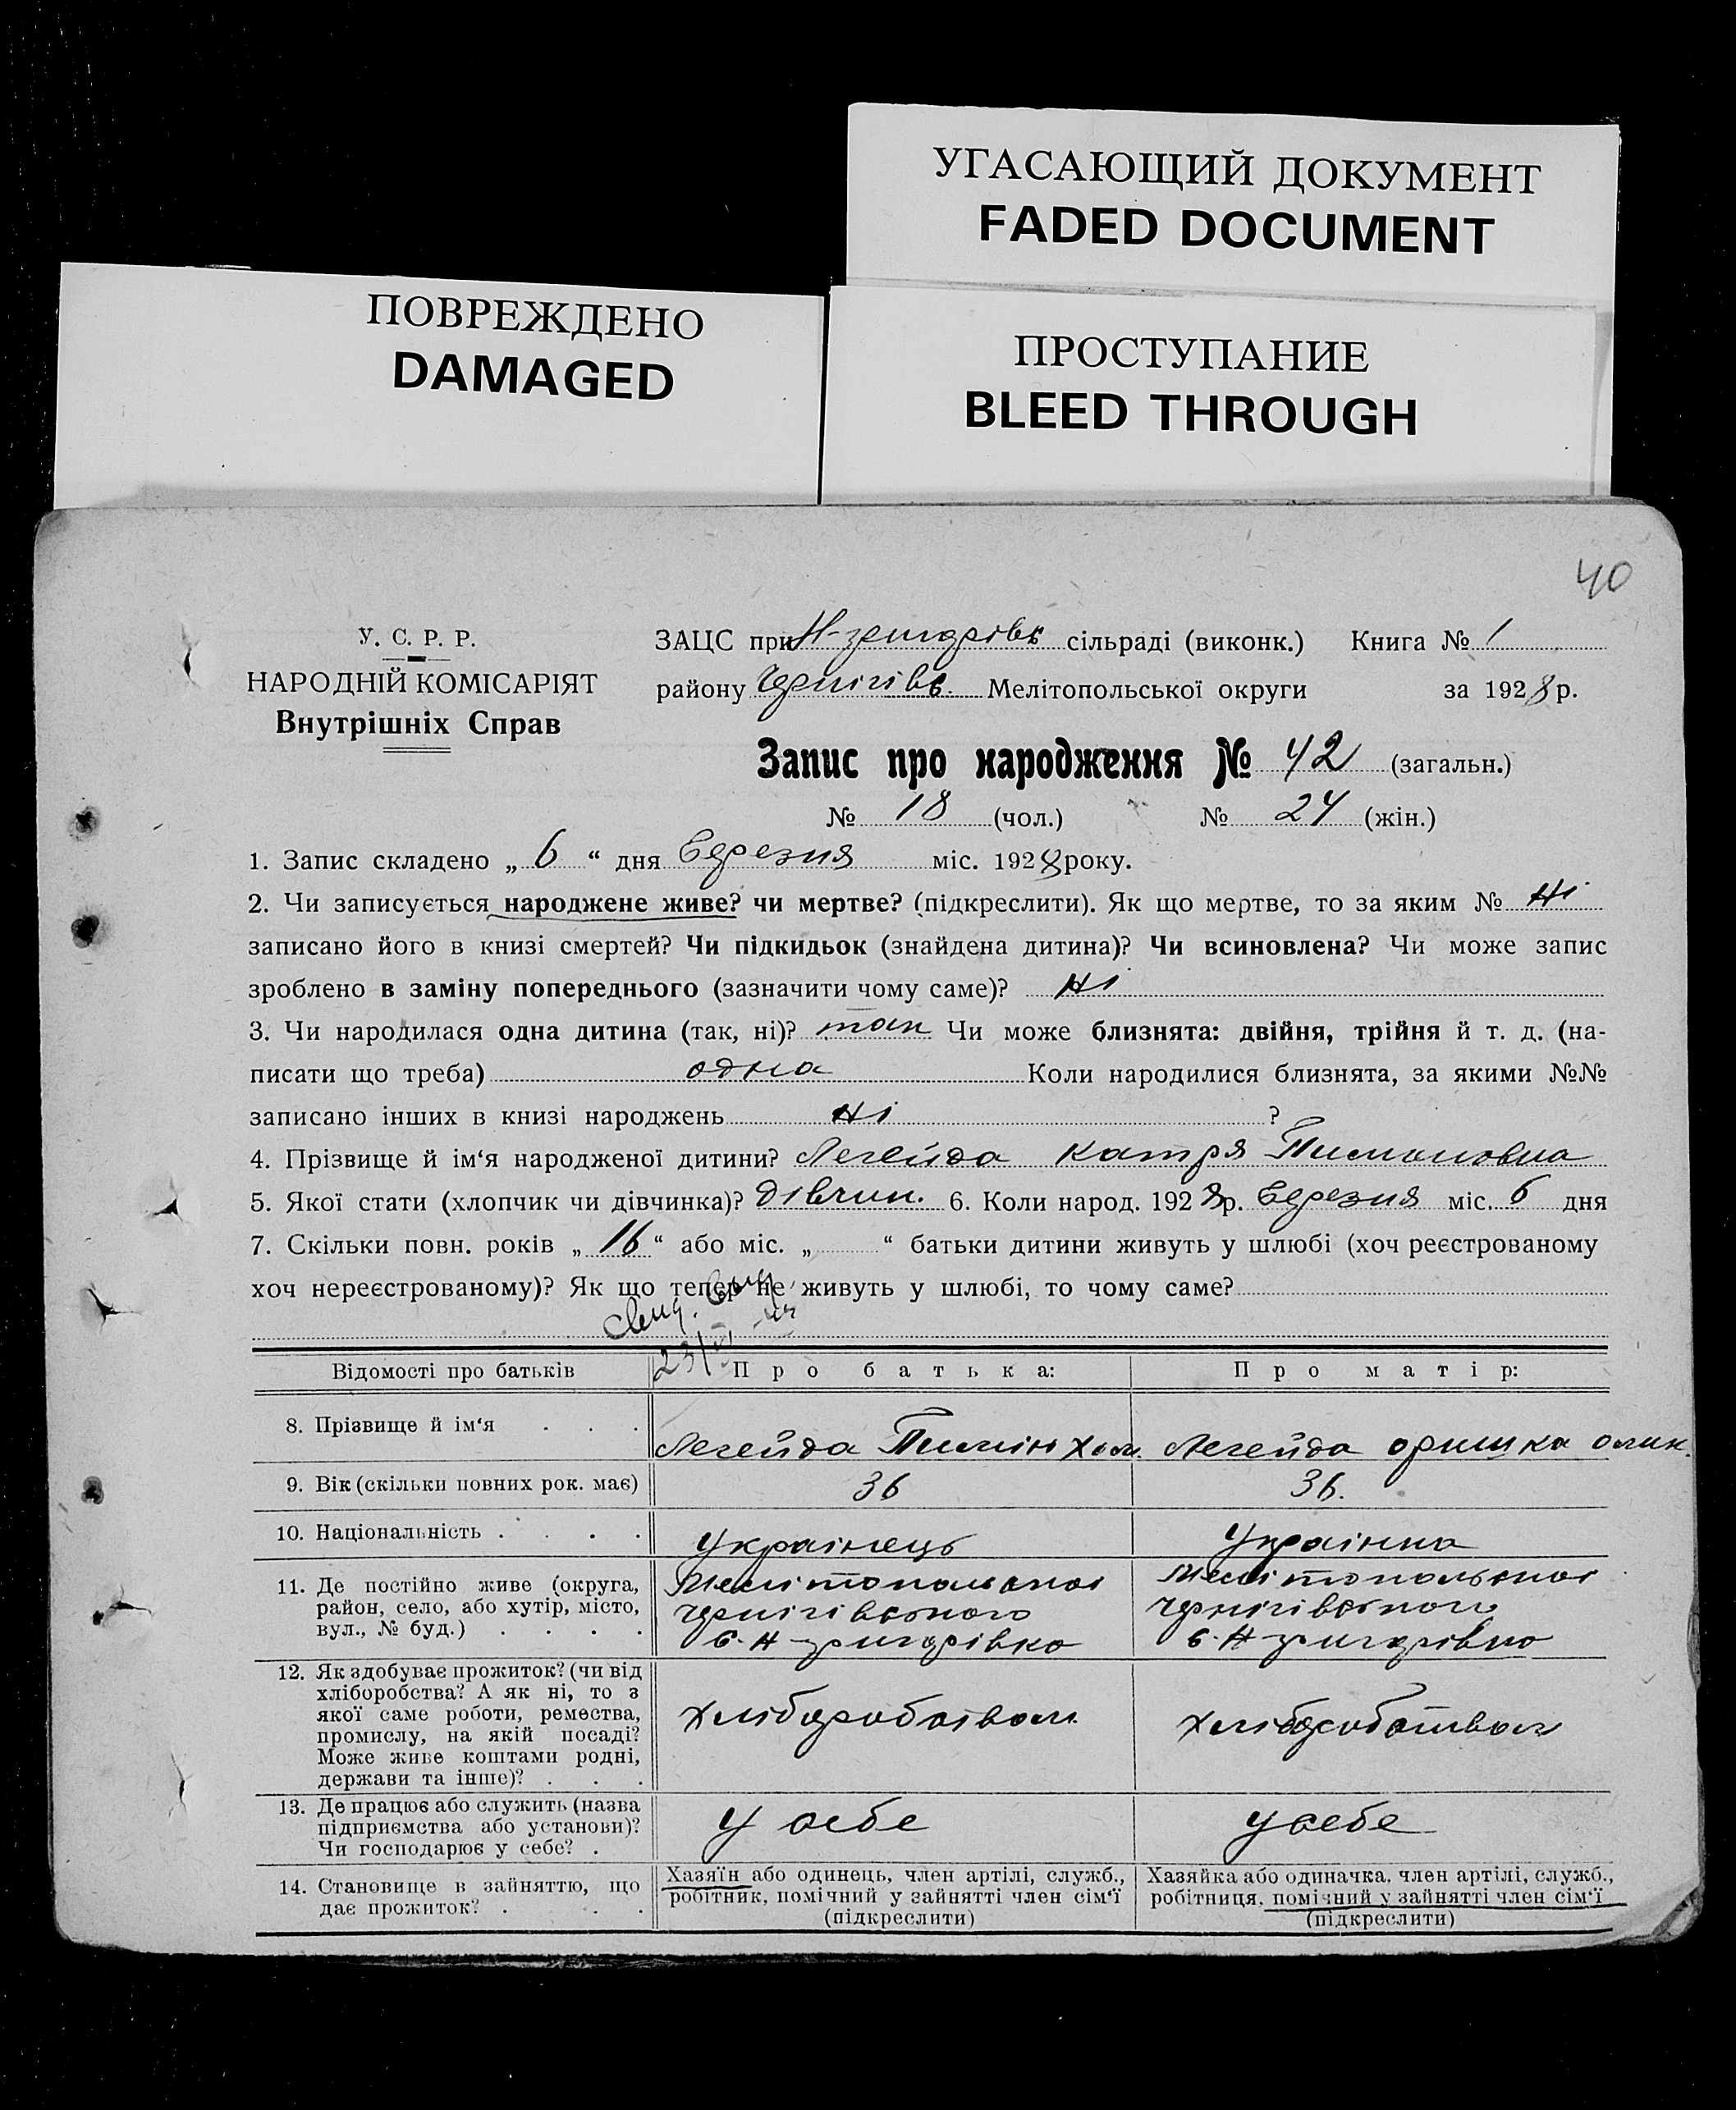 УГАСАЮЩИЙ ДОКУМЕНТ
FADED DOCUMENT
ПОВРЕЖДЕНО
DAMAGED
ПРОСТУПАНИЕ
BLEED THROUGH
40
У. С. Р. Р.
НАРОДНІЙ КОМІСАРІЯТ
Внутрішніх Справ
ЗАЦС при Н-григорівк сільраді (виконк.) Книга № 1
району Чернігівс. Мелітопольської округи за 1928 р.
Запис про народження № 42 (загальн.)
№ 18 (чол.) № 24 (жін.)
1. Запис складено „ 6 “ дня Березня міс. 1928 року.
2. Чи записується народжене живе? чи мертве? (підкреслити). Як що мертве, то за яким № Ні
записано його в книзі смертей? Чи підкидьок (знайдена дитина)? Чи всиновлена? Чи може запис
зроблено в заміну попереднього (зазначити чому саме)? Ні
3. Чи народилася одна дитина (так, ні)? так Чи може близнята: двійня, трійня й т. д. (на-
писати що треба) одна Коли народилися близнята, за якими №№
записано інших в книзі народжень Ні ?
4. Прізвище й ім‘я народженої дитини? Легейда Катря Пимоновна
5. Якої стати (хлопчик чи дівчинка)? Дівчин. 6. Коли народ. 1928 р. Березня міс. 6 дня
7. Скільки повн. років „ 16 “ або міс. „ “ батьки дитини живуть у шлюбі (хоч реєстрованому
хоч нереєстрованому)? Як що тепер не живуть у шлюбі, то чому саме?
Відомості про батьків Про батька: Про матір:
8. Прізвище й ім‘я . . . Легейда Пимін Хом. Легейда Оришка
9. Вік (скільки повних рок. має) 36 36.
10. Національність . . . . Українець Українка
11. Де постійно живе (округа,
район, село, або хутір, місто,
вул., № буд.) . . . .
Мелітопольської
Чернігівського
с. Н-григорівка
Мелітопольської
Чернігівського
с. Н-григорівка
12. Як здобуває прожиток? (чи від
хліборобства? А як ні, то з
якої саме роботи, ремества,
промислу, на якій посаді?
Може живе коштами родні,
держави та інше)? . . .
Хліборобством
Хліборобством
13. Де працює або служить (назва
підприємства або установи)?
Чи господарює у себе? .
У себе
У себе
14. Становище в зайняттю, що
дає прожиток? . . .
Хазяїн або одинець, член артілі, служб.,
робітник, помічний у зайнятті член сім‘ї
(підкреслити)
Хазяйка або одиначка, член артілі, служб.,
робітниця, помічний у зайнятті член сім‘ї
(підкреслити)